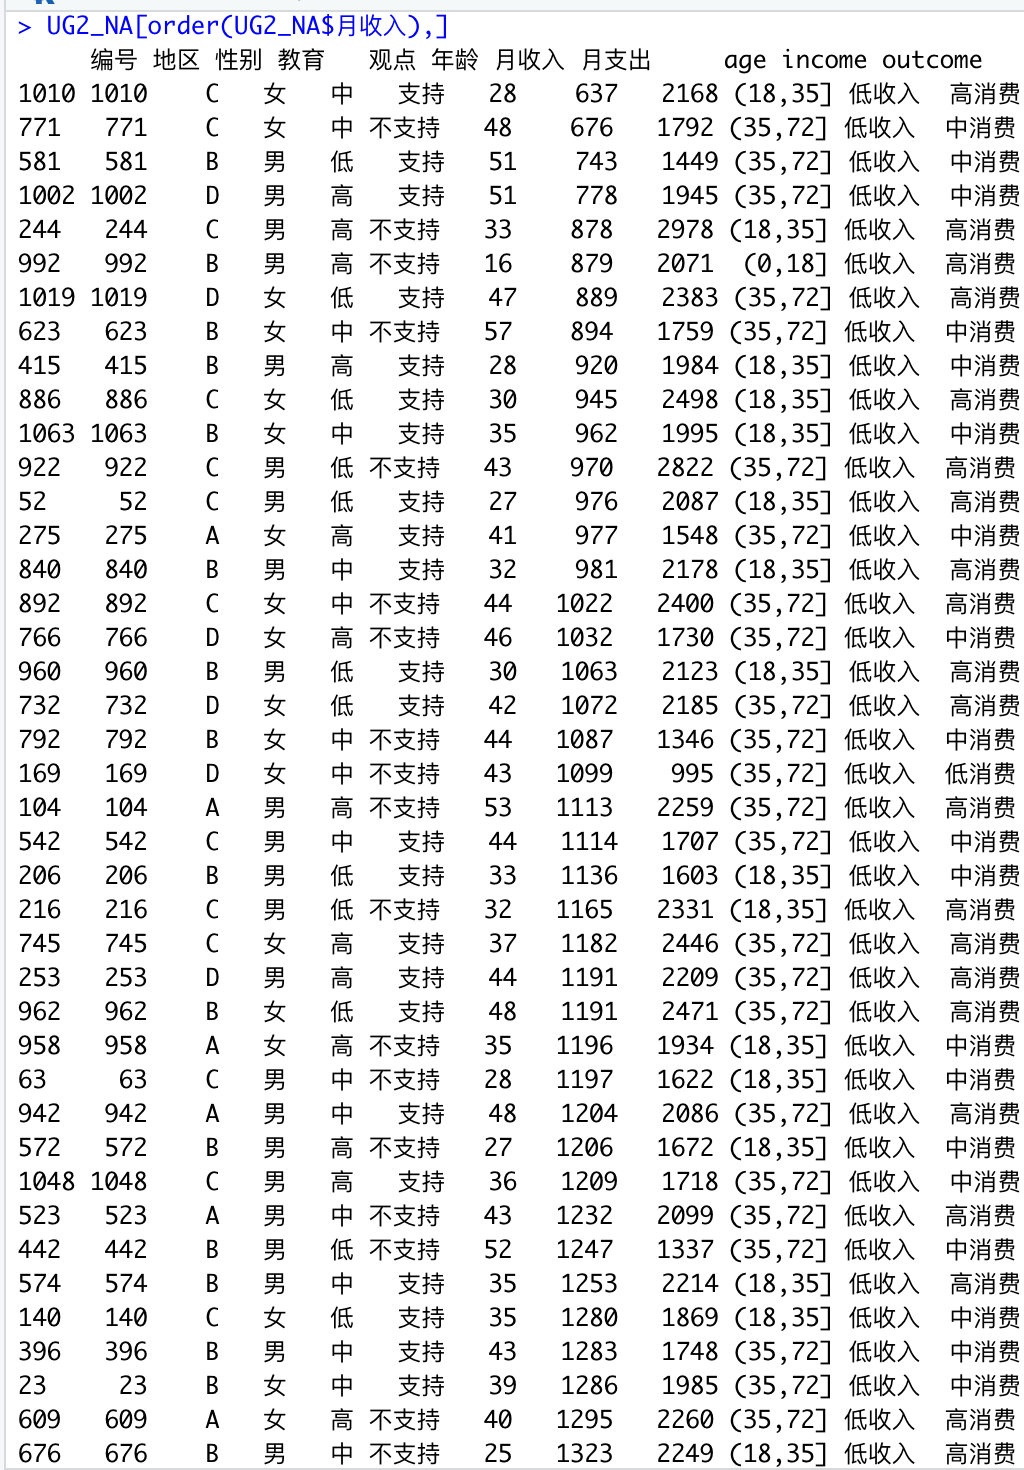 > UG2_NA[order(UG2_NA$月收入),]
编号 地区 性别 教育 观点 年龄 月收入 月支出 age income outcome
1010 1010 C 女 中 支持 28 637 2168 (18,35] 低收入 高消费
771 771 C 女 中 不支持 48 676 1792 (35,72] 低收入 中消费
581 581 B 男 低 支持 51 743 1449 (35,72] 低收入 中消费
1002 1002 D 男 高 支持 51 778 1945 (35,72] 低收入 中消费
244 244 C 男 高 不支持 33 878 2978 (18,35] 低收入 高消费
992 992 B 男 高 不支持 16 879 2071 (0,18] 低收入 高消费
1019 1019 D 女 低 支持 47 889 2383 (35,72] 低收入 高消费
623 623 B 女 中 不支持 57 894 1759 (35,72] 低收入 中消费
415 415 B 男 高 支持 28 920 1984 (18,35] 低收入 中消费
886 886 C 女 低 支持 30 945 2498 (18,35] 低收入 高消费
1063 1063 B 女 中 支持 35 962 1995 (18,35] 低收入 中消费
922 922 C 男 低 不支持 43 970 2822 (35,72] 低收入 高消费
52 52 C 男 低 支持 27 976 2087 (18,35] 低收入 高消费
275 275 A 女 高 支持 41 977 1548 (35,72] 低收入 中消费
840 840 B 男 中 支持 32 981 2178 (18,35] 低收入 高消费
892 892 C 女 中 不支持 44 1022 2400 (35,72] 低收入 高消费
766 766 D 女 高 不支持 46 1032 1730 (35,72] 低收入 中消费
960 960 B 男 低 支持 30 1063 2123 (18,35] 低收入 高消费
732 732 D 女 低 支持 42 1072 2185 (35,72] 低收入 高消费
792 792 B 女 中 不支持 44 1087 1346 (35,72] 低收入 中消费
169 169 D 女 中 不支持 43 1099 995 (35,72] 低收入 低消费
104 104 A 男 高 不支持 53 1113 2259 (35,72] 低收入 高消费
542 542 C 男 中 支持 44 1114 1707 (35,72] 低收入 中消费
206 206 B 男 低 支持 33 1136 1603 (18,35] 低收入 中消费
216 216 C 男 低 不支持 32 1165 2331 (18,35] 低收入 高消费
745 745 C 女 高 支持 37 1182 2446 (35,72] 低收入 高消费
253 253 D 男 高 支持 44 1191 2209 (35,72] 低收入 高消费
962 962 B 女 低 支持 48 1191 2471 (35,72] 低收入 高消费
958 958 A 女 高 不支持 35 1196 1934 (18,35] 低收入 中消费
63 63 C 男 中 不支持 28 1197 1622 (18,35] 低收入 中消费
942 942 A 男 中 支持 48 1204 2086 (35,72] 低收入 高消费
572 572 B 男 高 不支持 27 1206 1672 (18,35] 低收入 中消费
1048 1048 C 男 高 支持 36 1209 1718 (35,72] 低收入 中消费
523 523 A 男 中 不支持 43 1232 2099 (35,72] 低收入 高消费
442 442 B 男 低 不支持 52 1247 1337 (35,72] 低收入 中消费
574 574 B 男 中 支持 35 1253 2214 (18,35] 低收入 高消费
140 140 C 女 低 支持 35 1280 1869 (18,35] 低收入 中消费
396 396 B 男 中 支持 43 1283 1748 (35,72] 低收入 中消费
23 23 B 女 中 支持 39 1286 1985 (35,72] 低收入 中消费
609 609 A 女 高 不支持 40 1295 2260 (35,72] 低收入 高消费
676 676 B 男 中 不支持 25 1323 2249 (18,35] 低收入 高消费